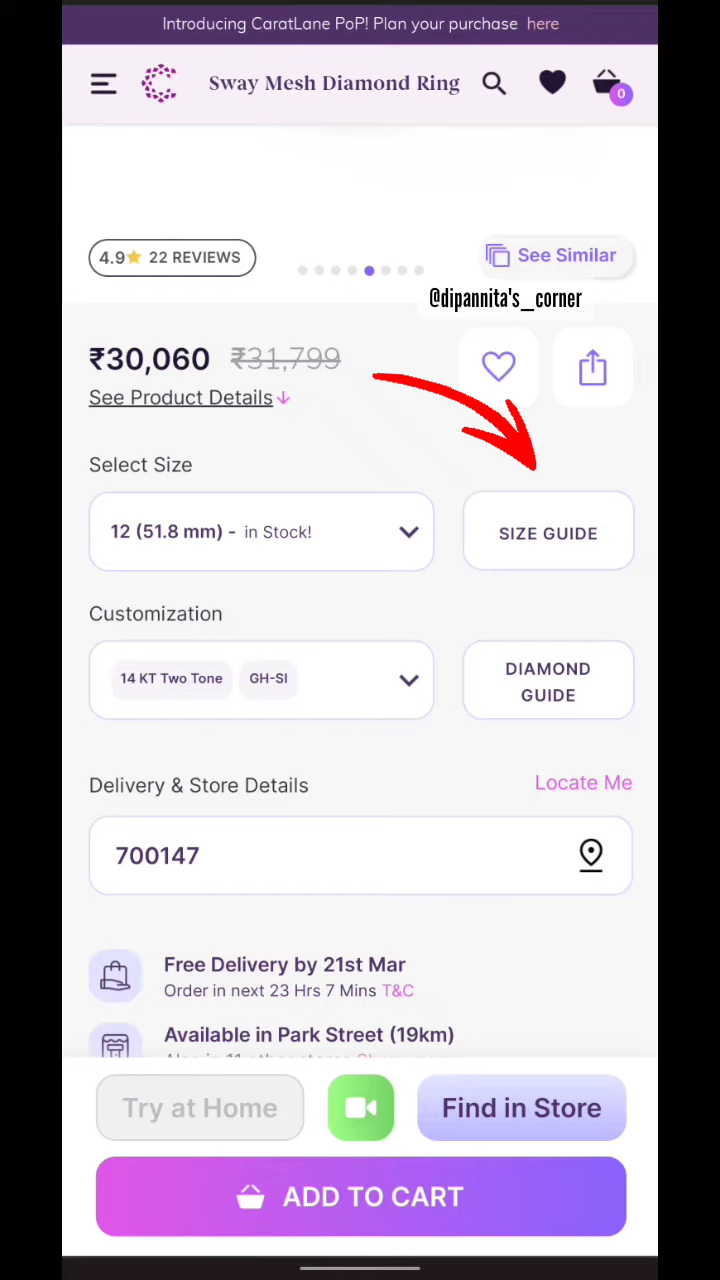 Introducing CaratLane PoP! Plan your purchase here
Sway Mesh Diamond Ring
0
4.9 22 REVIEWS
See Similar
@dipannita's_corner
₹30,060 ₹31,799
See Product Details
Select Size
12 (51.8 mm) - in Stock!
SIZE GUIDE
Customization
14 KT Two Tone GH-SI
DIAMOND
GUIDE
Delivery & Store Details
Locate Me
700147
Free Delivery by 21st Mar
Order in next 23 Hrs 7 Mins T&C
Available in Park Street (19km)
Try at Home
Find in Store
ADD TO CART